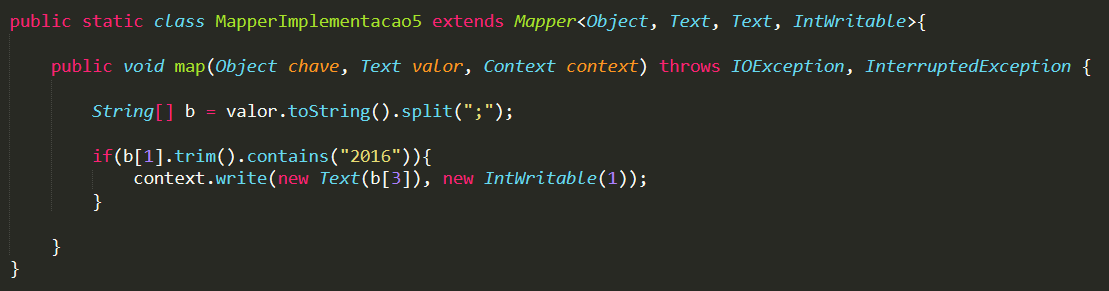 public static class MapperImplementacao5 extends Mapper<Object, Text, Text, IntWritable>{
public void map(Object chave, Text valor, Context context) throws IOException, InterruptedException {
String[] b = valor.toString().split(";");
if(b[1].trim().contains("2016")){
context.write(new Text(b[3]), new IntWritable(1));
}
}
}